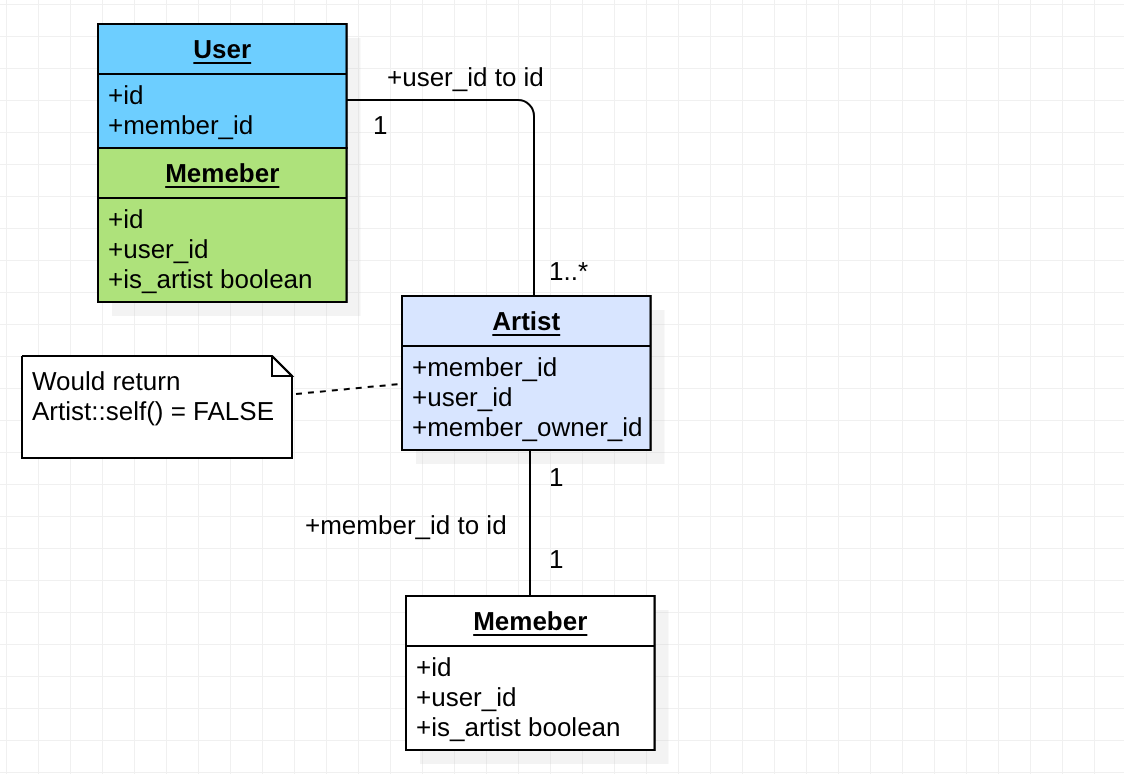 User
+id
+member_id
Memeber
+id
+user_id
+is_artist boolean
+user_id to id
1
1..*
Artist
+member_id
+user_id
+member_owner_id
Would return
Artist::self() = FALSE
1
+member_id to id
1
Memeber
+id
+user_id
+is_artist boolean